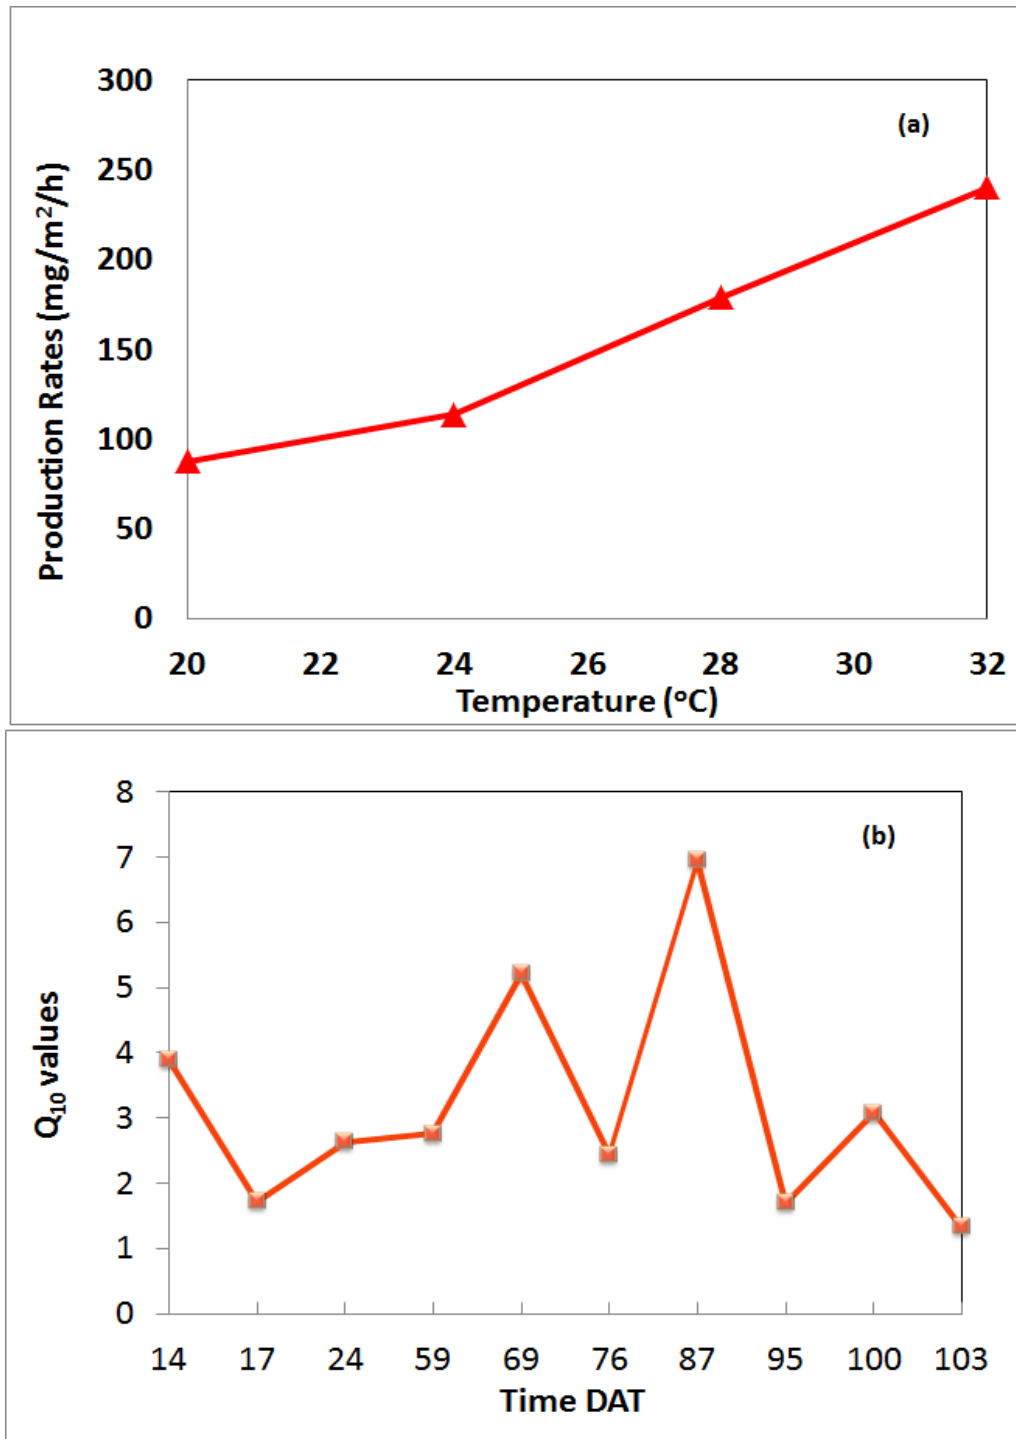 (a)
Production Rates (mg/m²/h)
300
250
200
150
100
50
0
20 22 24 26 28 30 32
Temperature (ºC)
(b)
Q₁₀ values
8
7
6
5
4
3
2
1
0
14 17 24 59 69 76 87 95 100 103
Time DAT